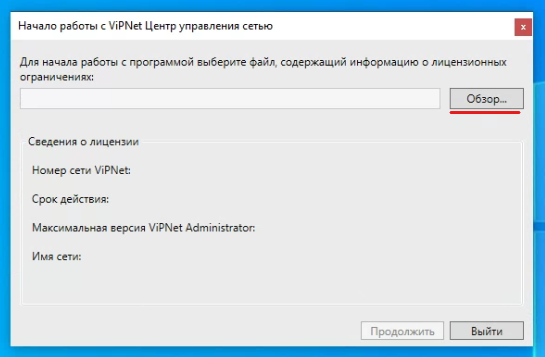 Начало работы с ViPNet Центр управления сетью
x
Для начала работы с программой выберите файл, содержащий информацию о лицензионных
ограничениях:
Обзор...
Сведения о лицензии
Номер сети ViPNet:
Срок действия:
Максимальная версия ViPNet Administrator:
Имя сети:
Продолжить Выйти